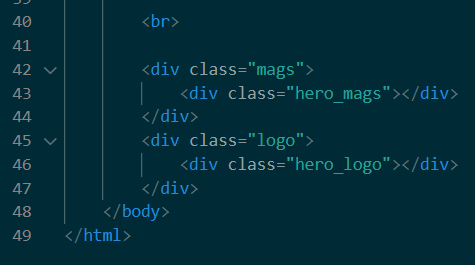 40 <br>
41
42 <div class="mags">
43 <div class="hero_mags"></div>
44 </div>
45 <div class="logo">
46 <div class="hero_logo"></div>
47 </div>
48 </body>
49 </html>